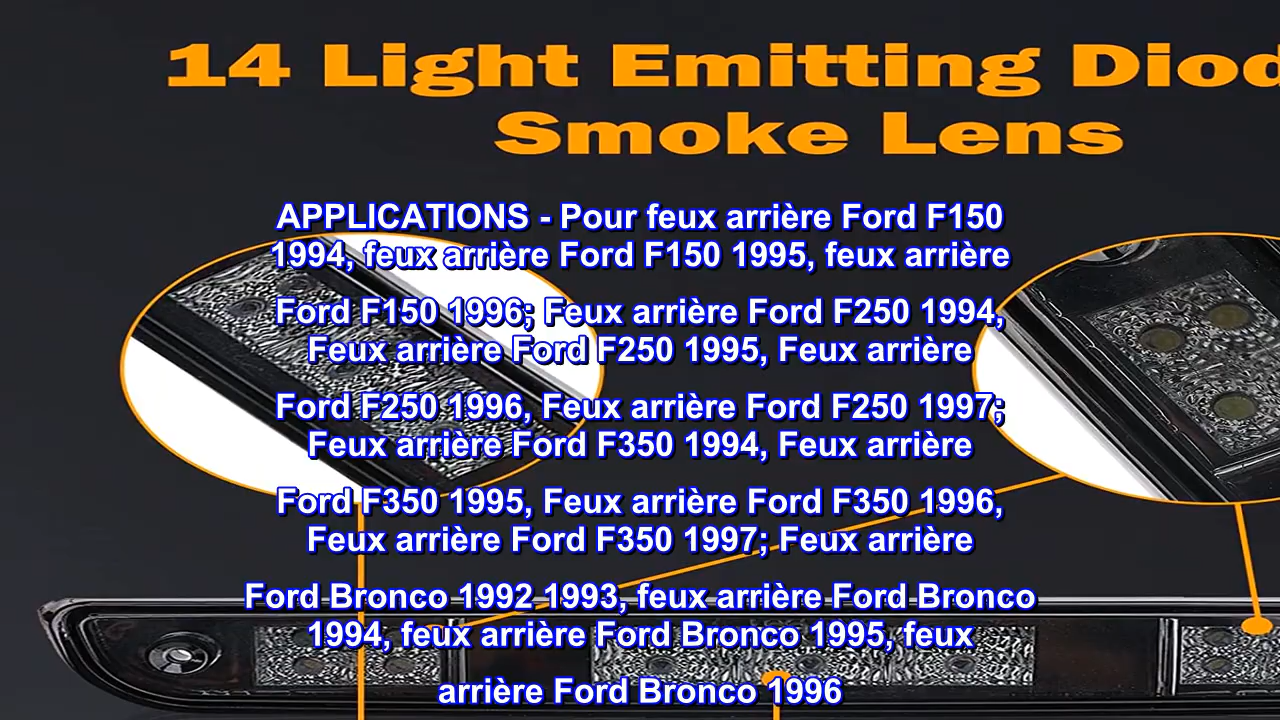 14 Light Emitting Diod
Smoke Lens
APPLICATIONS - Pour feux arrière Ford F150
1994, feux arrière Ford F150 1995, feux arrière
Ford F150 1996; Feux arrière Ford F250 1994,
Feux arrière Ford F250 1995, Feux arrière
Ford F250 1996, Feux arrière Ford F250 1997;
Feux arrière Ford F350 1994, Feux arrière
Ford F350 1995, Feux arrière Ford F350 1996,
Feux arrière Ford F350 1997; Feux arrière
Ford Bronco 1992 1993, feux arrière Ford Bronco
1994, feux arrière Ford Bronco 1995, feux
arrière Ford Bronco 1996